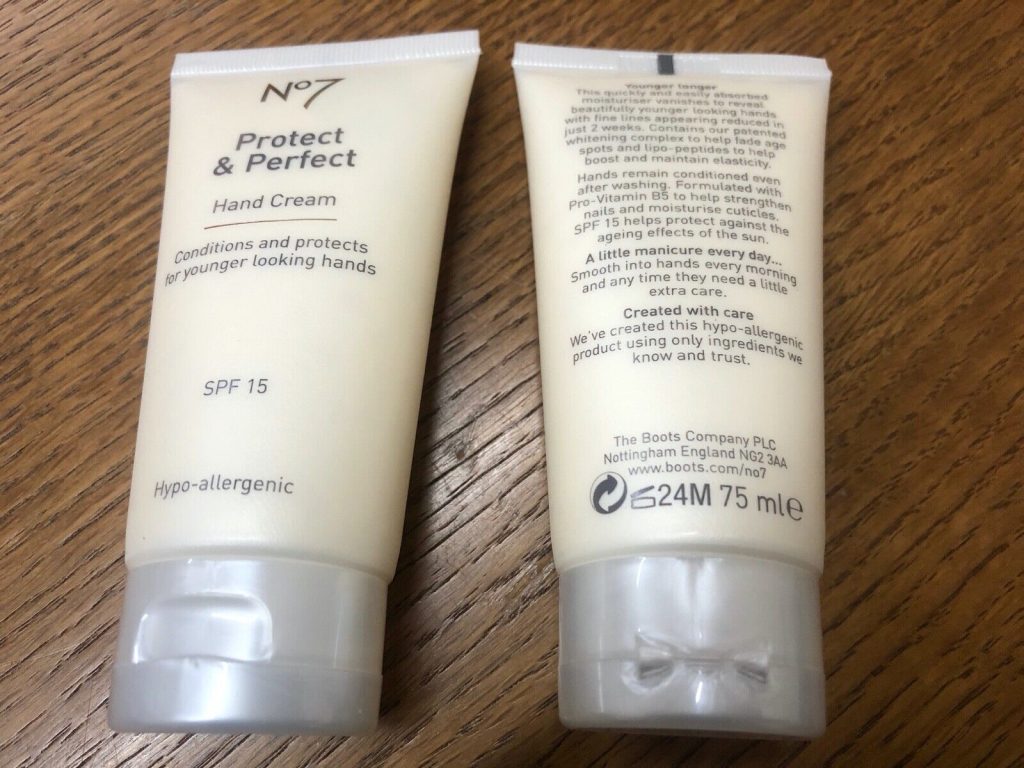 No7
Protect
& Perfect
Hand Cream
Conditions and protects
for younger looking hands
SPF 15
Hypo-allergenic
Younger longer
This quickly and easily absorbed
moisturiser vanishes to reveal
beautifully younger looking hands
with fine lines appearing reduced in
just 2 weeks. Contains our patented
whitening complex to help fade age
spots and lipo-peptides to help
boost and maintain elasticity.
Hands remain conditioned even
after washing. Formulated with
Pro-Vitamin B5 to help strengthen
nails and moisturise cuticles.
SPF 15 helps protect against the
ageing effects of the sun.
A little manicure every day...
Smooth into hands every morning
and any time they need a little
extra care.
Created with care
We've created this hypo-allergenic
product using only ingredients we
know and trust.
The Boots Company PLC
Nottingham England NG2 3AA
www.boots.com/no7
24M 75 ml e